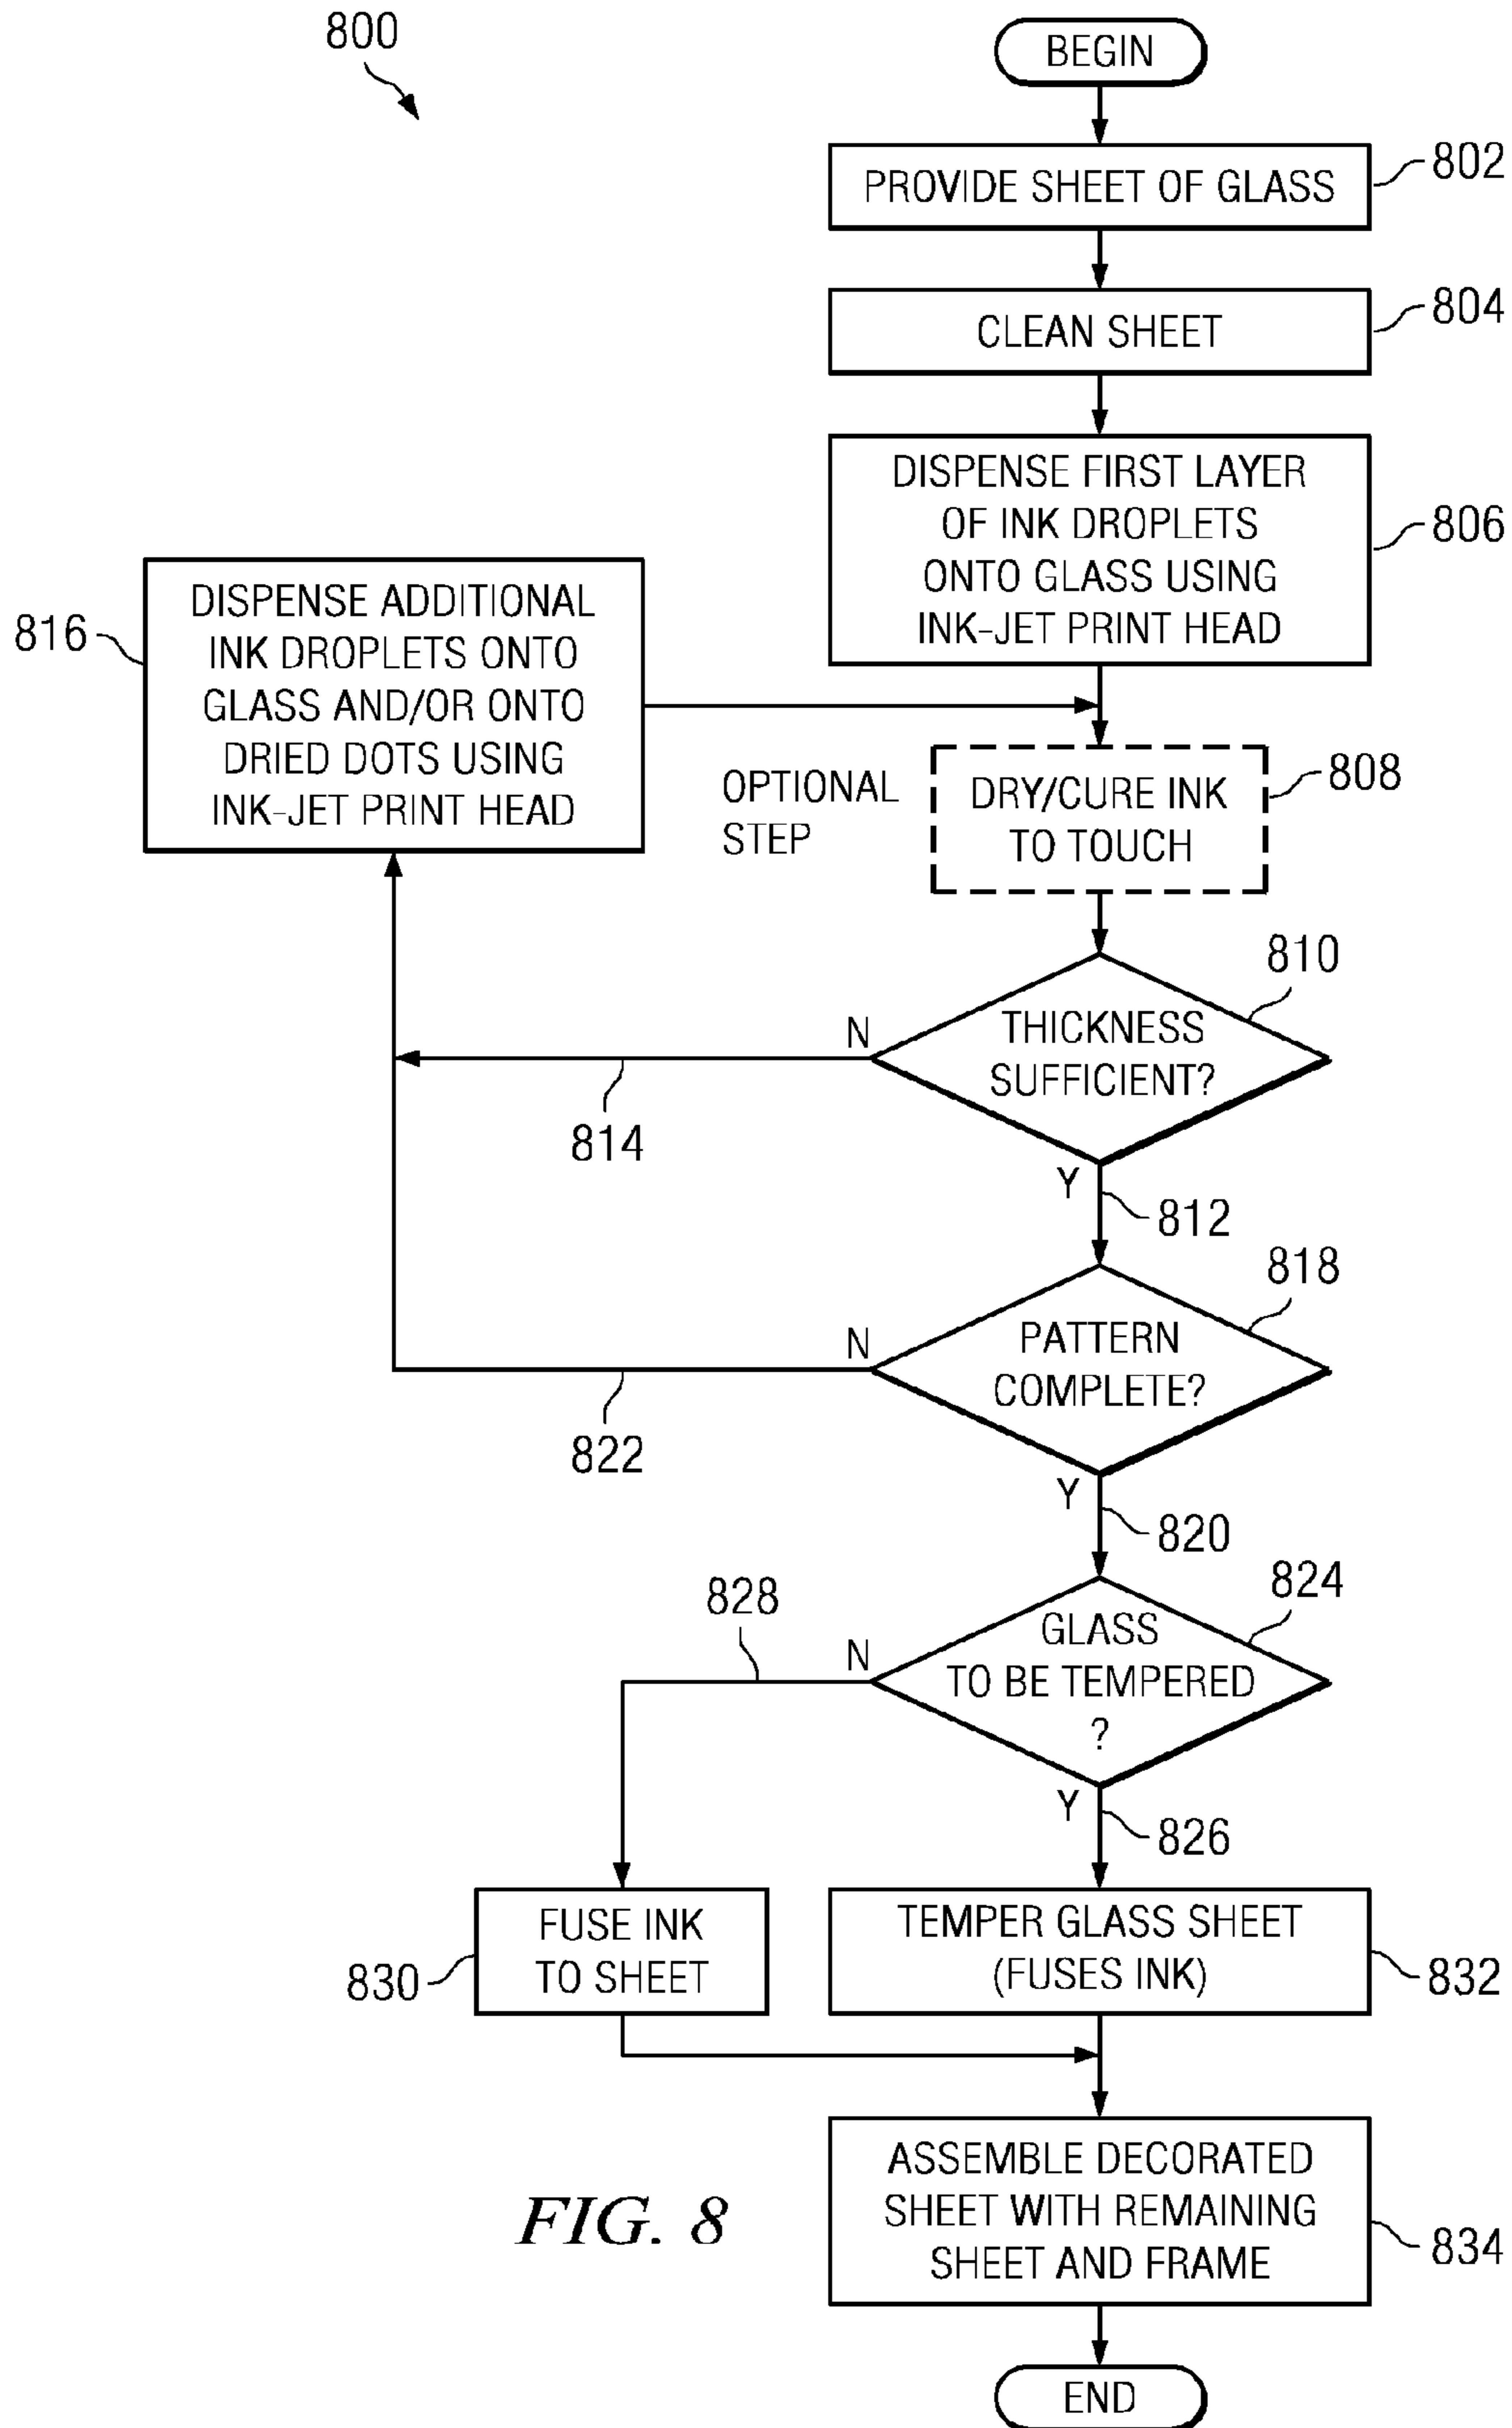 800
BEGIN
PROVIDE SHEET OF GLASS
802
CLEAN SHEET
804
DISPENSE FIRST LAYER
OF INK DROPLETS
ONTO GLASS USING
INK-JET PRINT HEAD
806
816
DISPENSE ADDITIONAL
INK DROPLETS ONTO
GLASS AND/OR ONTO
DRIED DOTS USING
INK-JET PRINT HEAD
OPTIONAL
STEP
DRY/CURE INK
TO TOUCH
808
THICKNESS
SUFFICIENT?
810
N
814
Y
812
PATTERN
COMPLETE?
818
N
822
Y
820
GLASS
TO BE TEMPERED
?
824
N
828
Y
826
FUSE INK
TO SHEET
830
TEMPER GLASS SHEET
(FUSES INK)
832
ASSEMBLE DECORATED
SHEET WITH REMAINING
SHEET AND FRAME
834
FIG. 8
END